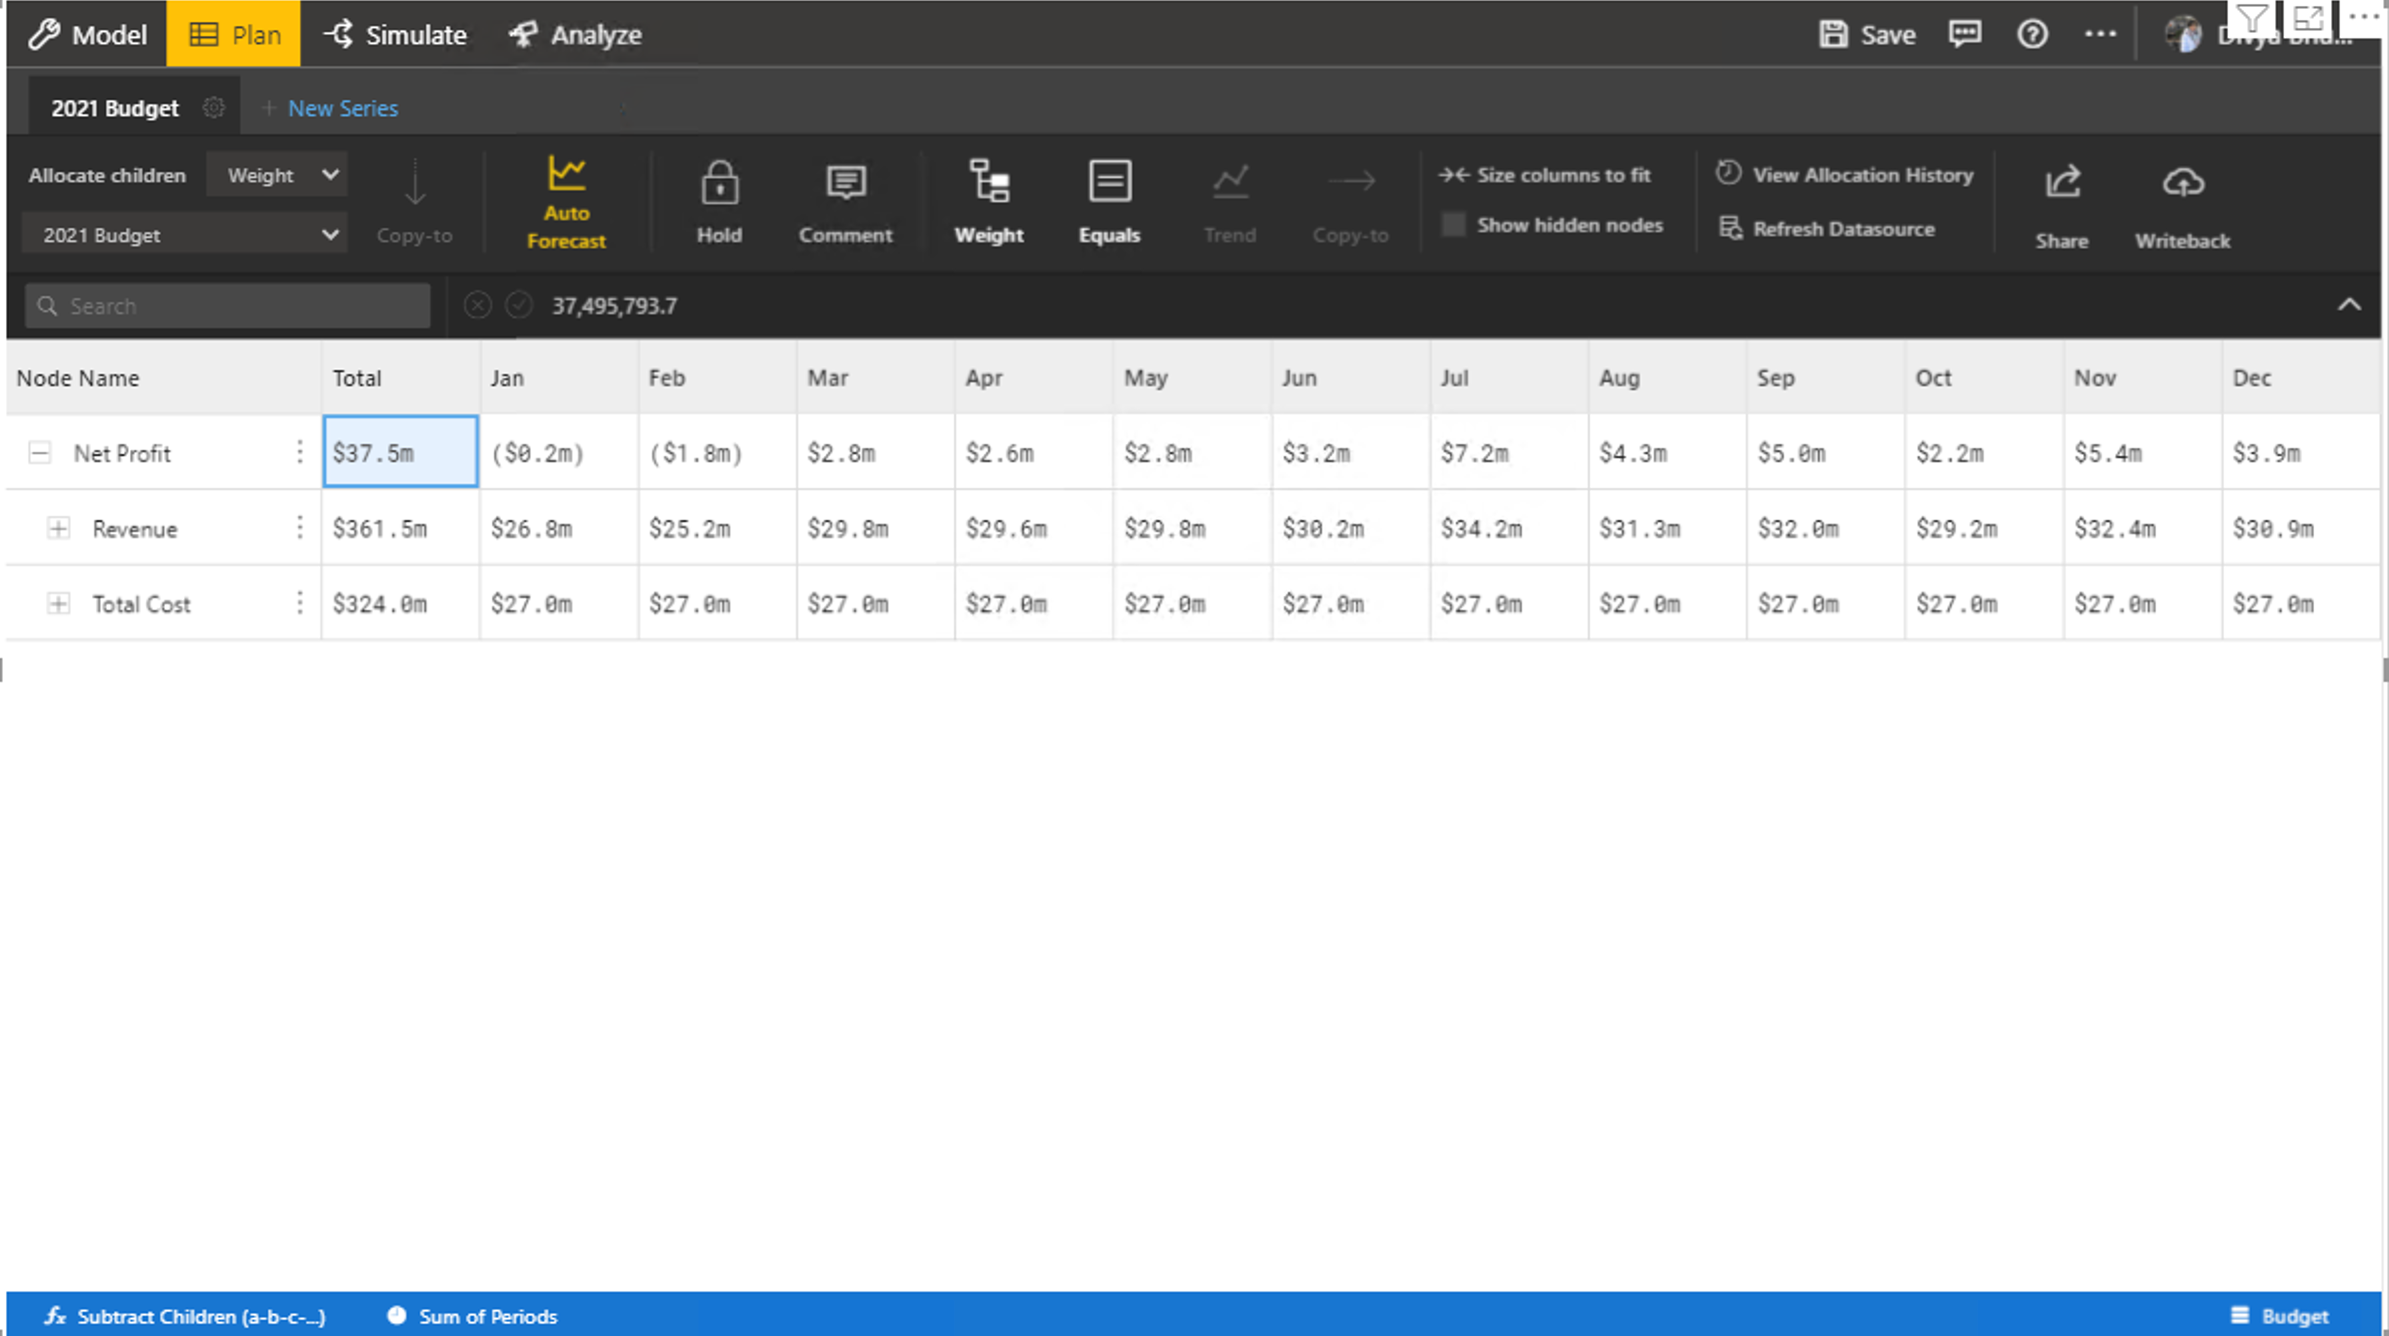 Model Plan Simulate Analyze Save
2021 Budget + New Series
Allocate children Weight
2021 Budget
Copy-to
Auto
Forecast
Hold
Comment
Weight
Equals
Trend
Copy-to
Size columns to fit
Show hidden nodes
View Allocation History
Refresh Datasource
Share
Writeback
Search 37,495,793.7
Node Name Total Jan Feb Mar Apr May Jun Jul Aug Sep Oct Nov Dec
Net Profit $37.5m ($0.2m) ($1.8m) $2.8m $2.6m $2.8m $3.2m $7.2m $4.3m $5.0m $2.2m $5.4m $3.9m
Revenue $361.5m $26.8m $25.2m $29.8m $29.6m $29.8m $30.2m $34.2m $31.3m $32.0m $29.2m $32.4m $30.9m
Total Cost $324.0m $27.0m $27.0m $27.0m $27.0m $27.0m $27.0m $27.0m $27.0m $27.0m $27.0m $27.0m $27.0m
fx Subtract Children (a-b-c-...) Sum of Periods Budget